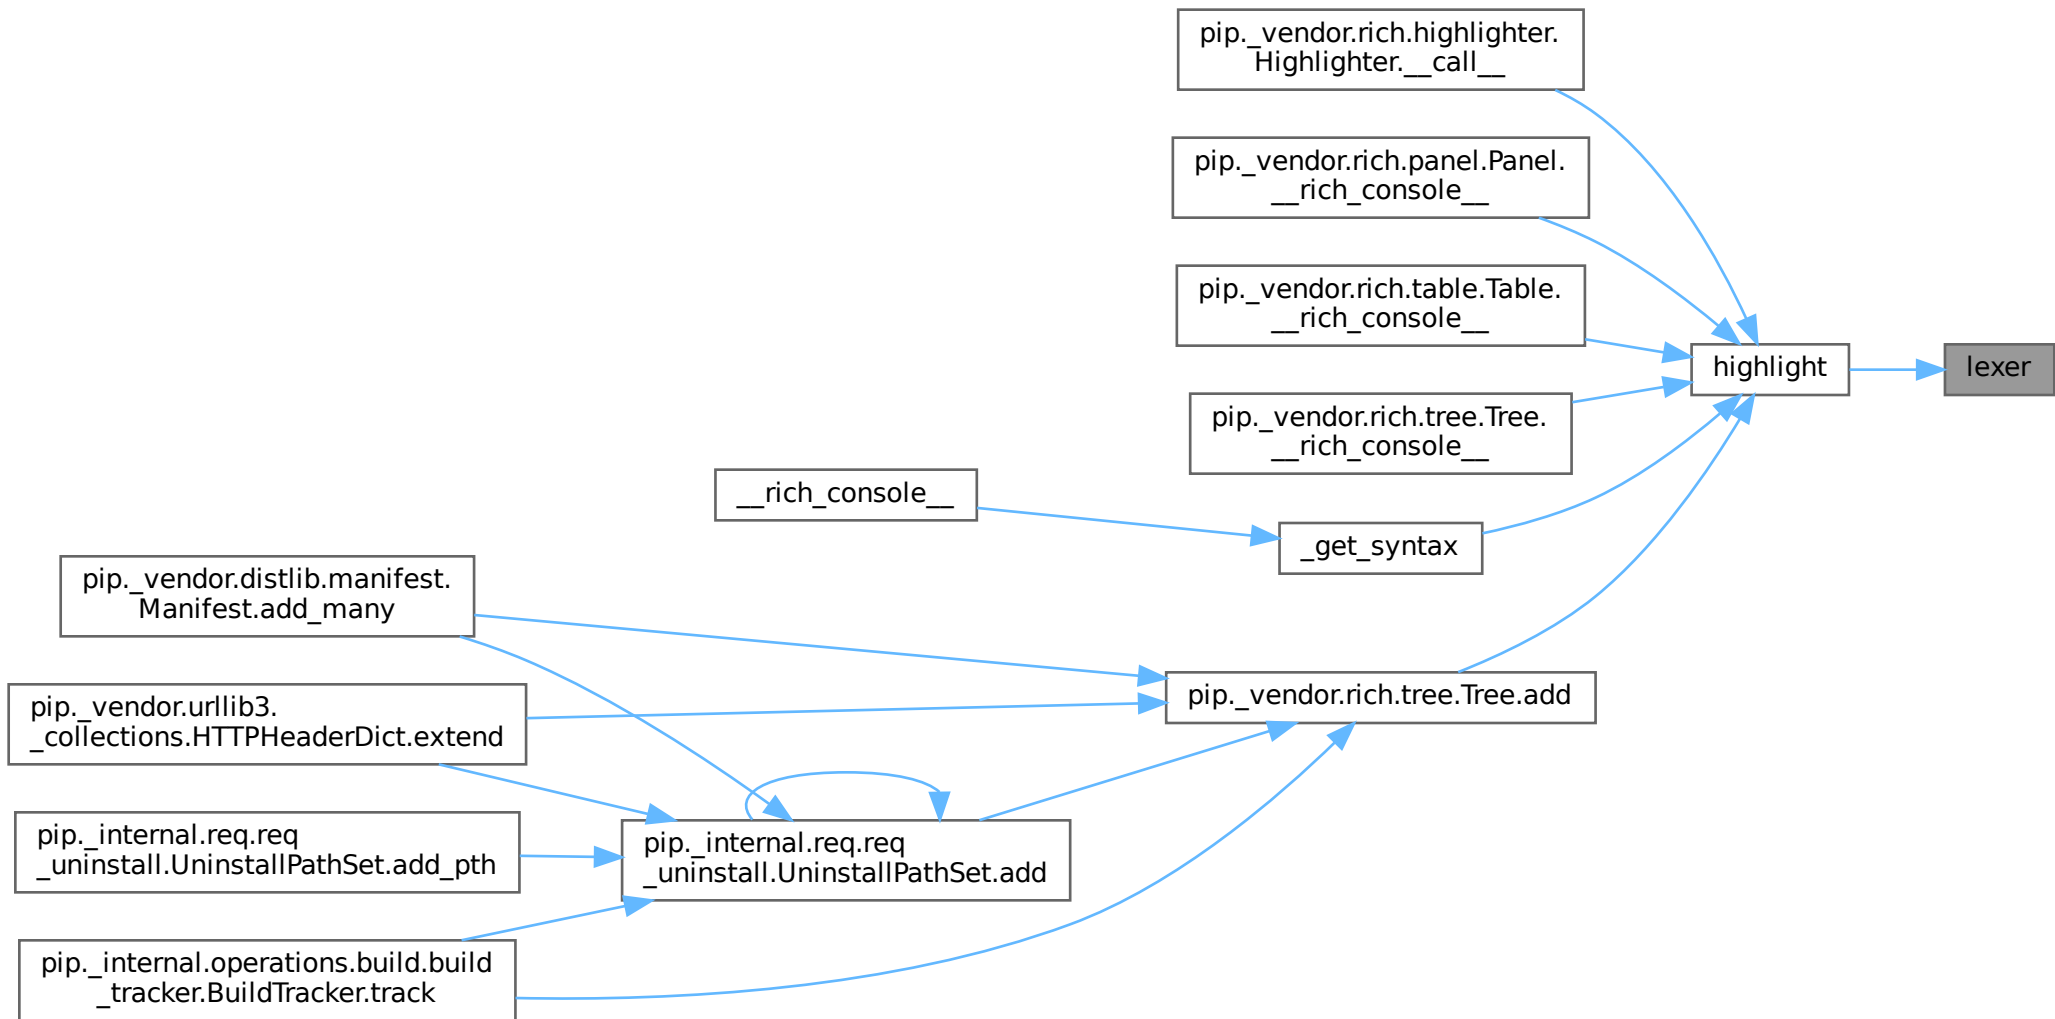 pip._vendor.rich.highlighter.
Highlighter.__call__
pip._vendor.rich.panel.Panel.
__rich_console__
pip._vendor.rich.table.Table.
__rich_console__
highlight
lexer
pip._vendor.rich.tree.Tree.
__rich_console__
__rich_console__
_get_syntax
pip._vendor.distlib.manifest.
Manifest.add_many
pip._vendor.rich.tree.Tree.add
pip._vendor.urllib3.
_collections.HTTPHeaderDict.extend
pip._internal.req.req
_uninstall.UninstallPathSet.add_pth
pip._internal.req.req
_uninstall.UninstallPathSet.add
pip._internal.operations.build.build
_tracker.BuildTracker.track